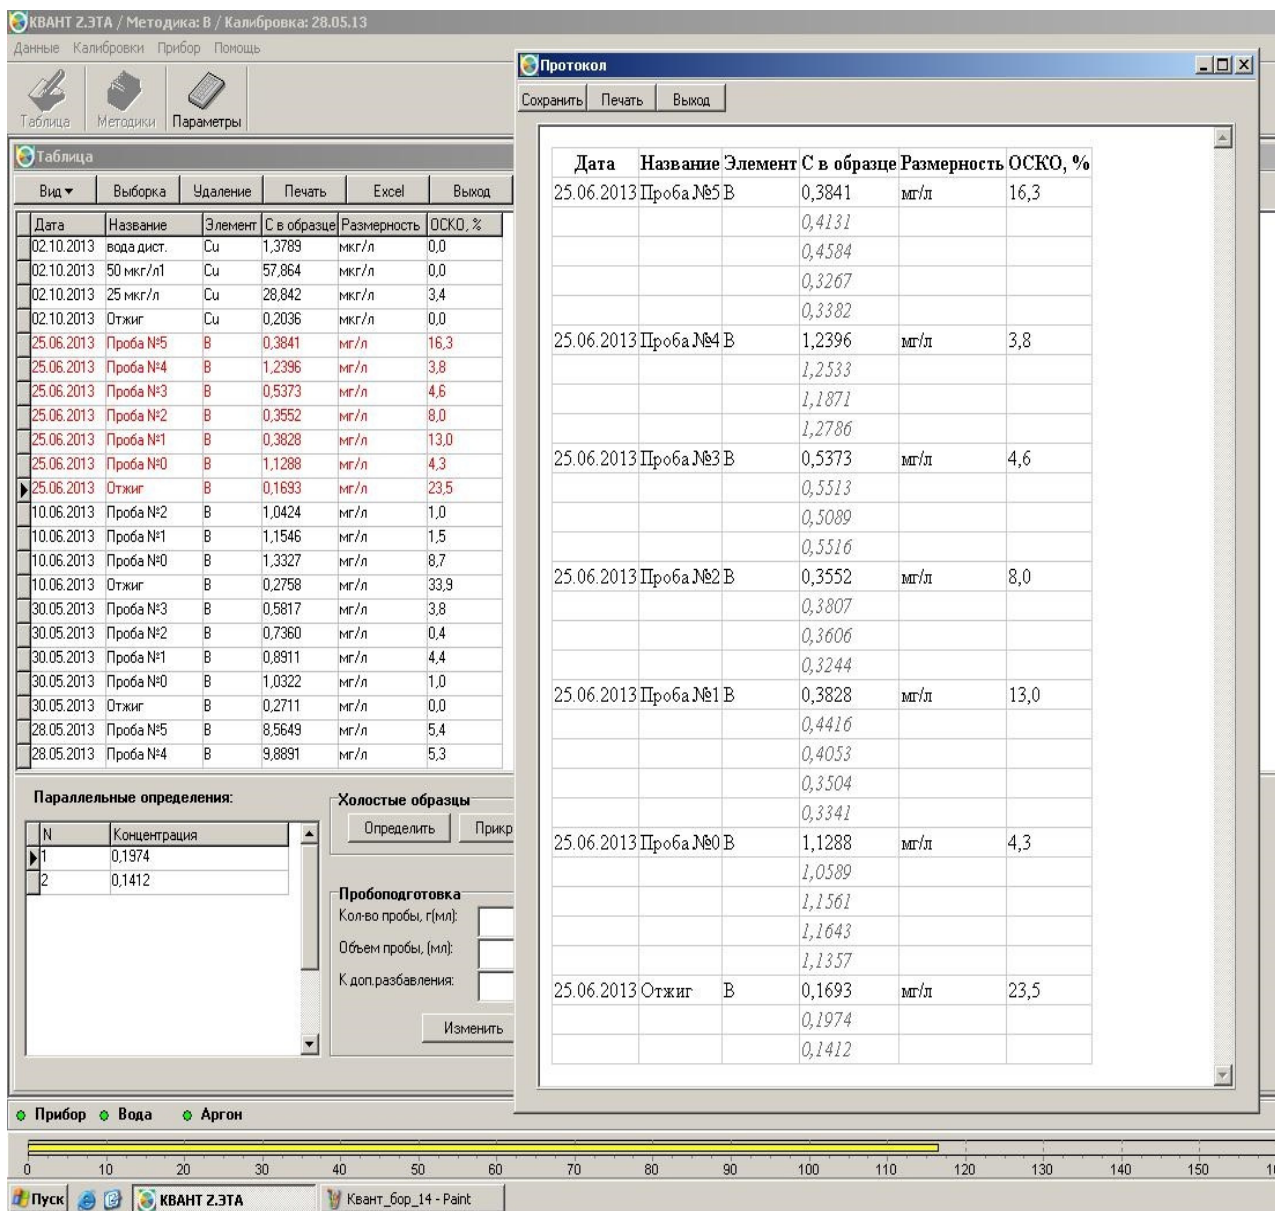 КВАНТ Z.ЭТА / Методика: В / Калибровка: 28.05.13
Данные Калибровки Прибор Помощь
Таблица Методики Параметры
Таблица
Вид Выборка Удаление Печать Excel Выход
Дата Название Элемент С в образце Размерность ОСКО, %
02.10.2013 вода дист. Cu 1,3789 мкг/л 0,0
02.10.2013 50 мкг/л1 Cu 57,864 мкг/л 0,0
02.10.2013 25 мкг/л Cu 28,842 мкг/л 3,4
02.10.2013 Отжиг Cu 0,2036 мкг/л 0,0
25.06.2013 Проба №5 В 0,3841 мг/л 16,3
25.06.2013 Проба №4 В 1,2396 мг/л 3,8
25.06.2013 Проба №3 В 0,5373 мг/л 4,6
25.06.2013 Проба №2 В 0,3552 мг/л 8,0
25.06.2013 Проба №1 В 0,3828 мг/л 13,0
25.06.2013 Проба №0 В 1,1288 мг/л 4,3
25.06.2013 Отжиг В 0,1693 мг/л 23,5
10.06.2013 Проба №2 В 1,0424 мг/л 1,0
10.06.2013 Проба №1 В 1,1546 мг/л 1,5
10.06.2013 Проба №0 В 1,3327 мг/л 8,7
10.06.2013 Отжиг В 0,2758 мг/л 33,9
30.05.2013 Проба №3 В 0,5817 мг/л 3,8
30.05.2013 Проба №2 В 0,7360 мг/л 0,4
30.05.2013 Проба №1 В 0,8911 мг/л 4,4
30.05.2013 Проба №0 В 1,0322 мг/л 1,0
30.05.2013 Отжиг В 0,2711 мг/л 0,0
28.05.2013 Проба №5 В 8,5649 мг/л 5,4
28.05.2013 Проба №4 В 9,8891 мг/л 5,3
Параллельные определения:
N Концентрация
1 0,1974
2 0,1412
Холостые образцы
Определить Прикр
Пробоподготовка
Кол-во пробы, г(мл):
Объем пробы, (мл):
К доп.разбавления:
Изменить
Протокол
Сохранить Печать Выход
Дата Название Элемент С в образце Размерность ОСКО, %
25.06.2013 Проба №5 В 0,3841 мг/л 16,3
0,4131
0,4584
0,3267
0,3382
25.06.2013 Проба №4 В 1,2396 мг/л 3,8
1,2533
1,1871
1,2786
25.06.2013 Проба №3 В 0,5373 мг/л 4,6
0,5513
0,5089
0,5516
25.06.2013 Проба №2 В 0,3552 мг/л 8,0
0,3807
0,3606
0,3244
25.06.2013 Проба №1 В 0,3828 мг/л 13,0
0,4416
0,4053
0,3504
0,3341
25.06.2013 Проба №0 В 1,1288 мг/л 4,3
1,0589
1,1561
1,1643
1,1357
25.06.2013 Отжиг В 0,1693 мг/л 23,5
0,1974
0,1412
Прибор Вода Аргон
0 10 20 30 40 50 60 70 80 90 100 110 120 130 140 150 1
Пуск КВАНТ Z.ЭТА Квант_бор_14 - Paint